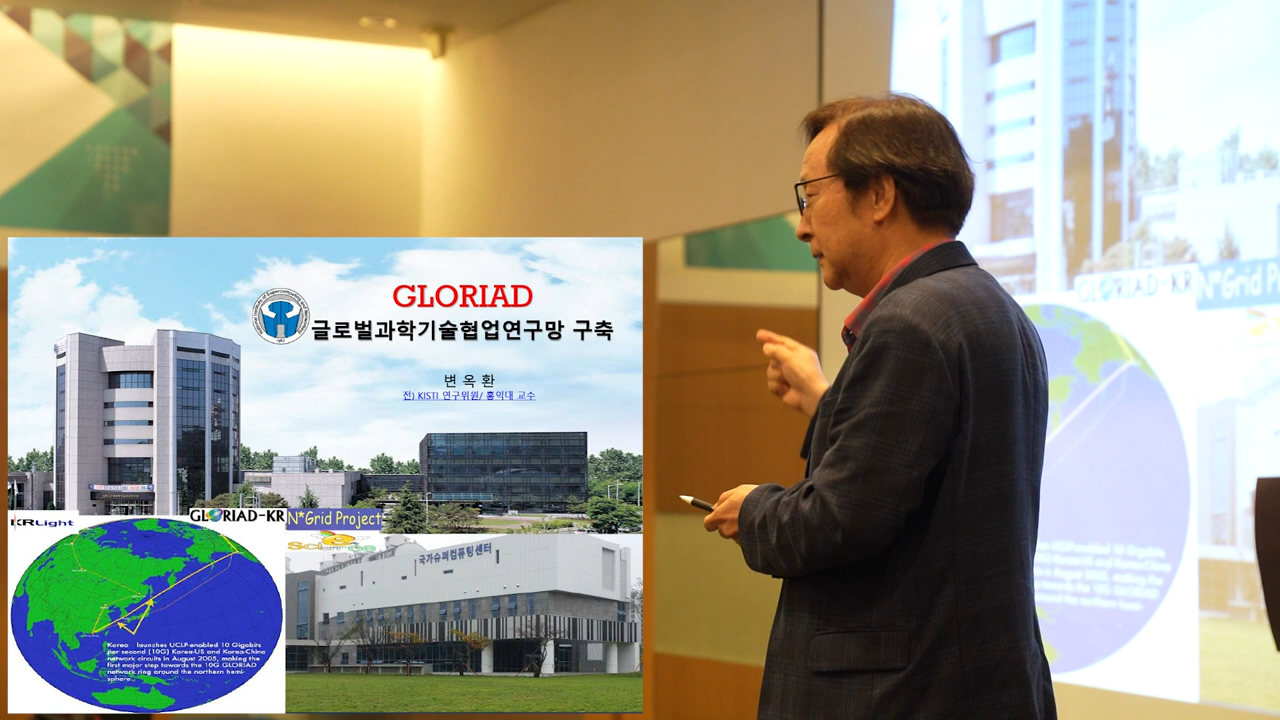 GLORIAD
글로벌과학기술협업연구망 구축
변 옥 환
전) KISTI 연구위원/ 홍익대 교수
KRLight
GLORIAD-KR
N*Grid Project
국가슈퍼컴퓨팅센터
Korea launches UCLP-enabled 10 Gigabits
per second (10G) Korea-US and Korea-China
network circuits in August 2005, making the
first major step towards the 10G GLORIAD
network ring around the northern hemi-
sphere
GLORIAD-KR
N*Grid Proje